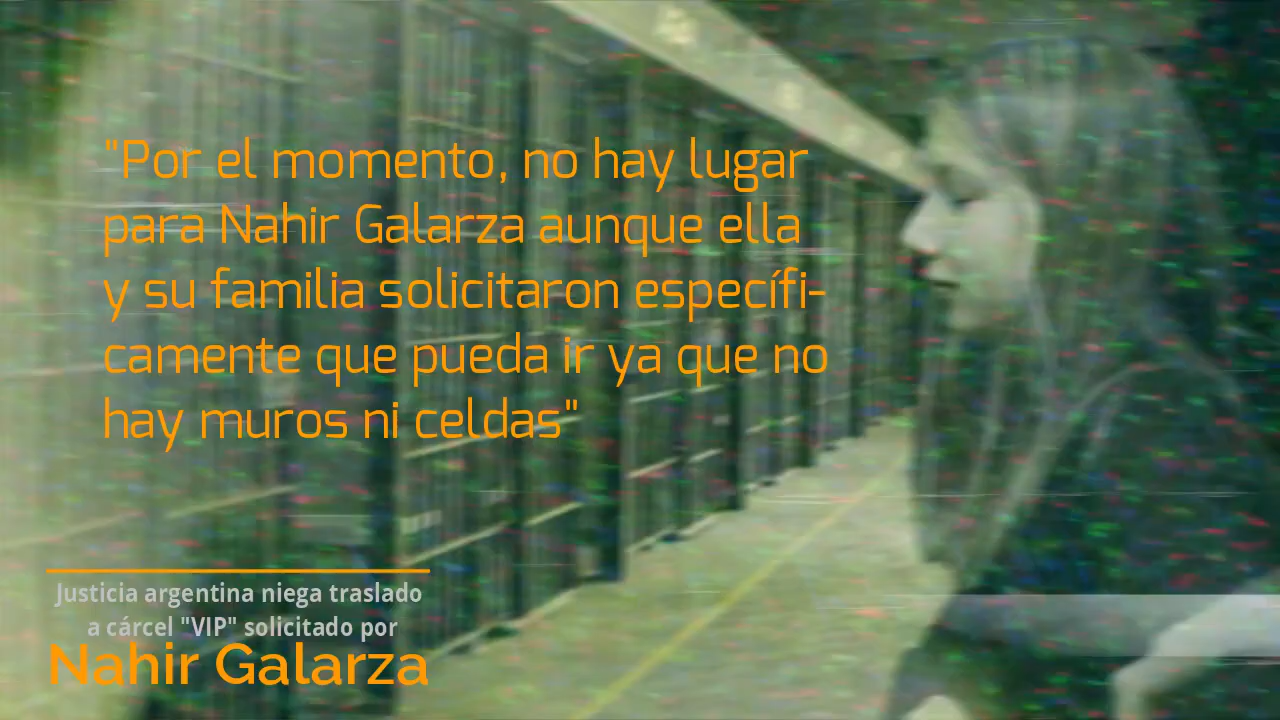 "Por el momento, no hay lugar
para Nahir Galarza aunque ella
y su familia solicitaron específi-
camente que pueda ir ya que no
hay muros ni celdas"
Justicia argentina niega traslado
a cárcel "VIP" solicitado por
Nahir Galarza